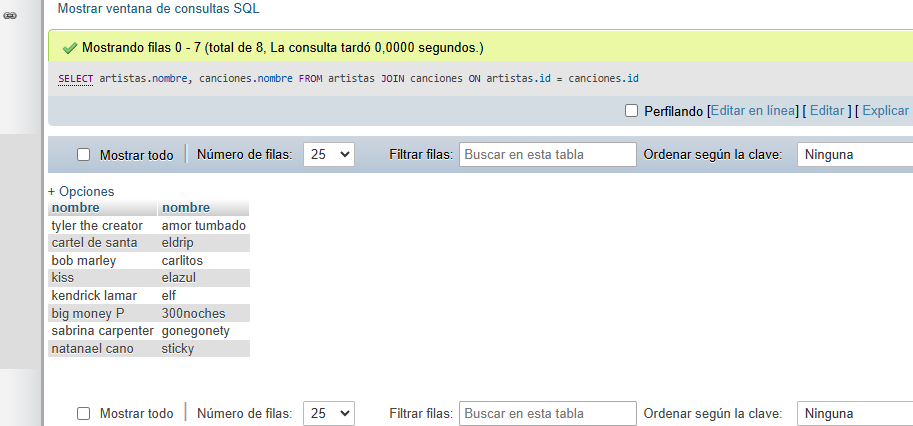 Mostrar ventana de consultas SQL
Mostrando filas 0 - 7 (total de 8, La consulta tardó 0,0000 segundos.)
SELECT artistas.nombre, canciones.nombre FROM artistas JOIN canciones ON artistas.id = canciones.id
Perfilando [Editar en línea] [ Editar ] [ Explicar
Mostrar todo Número de filas: 25 Filtrar filas: Buscar en esta tabla Ordenar según la clave: Ninguna
+ Opciones
nombre nombre
tyler the creator amor tumbado
cartel de santa eldrip
bob marley carlitos
kiss elazul
kendrick lamar elf
big money P 300noches
sabrina carpenter gonegonety
natanael cano sticky
Mostrar todo Número de filas: 25 Filtrar filas: Buscar en esta tabla Ordenar según la clave: Ninguna